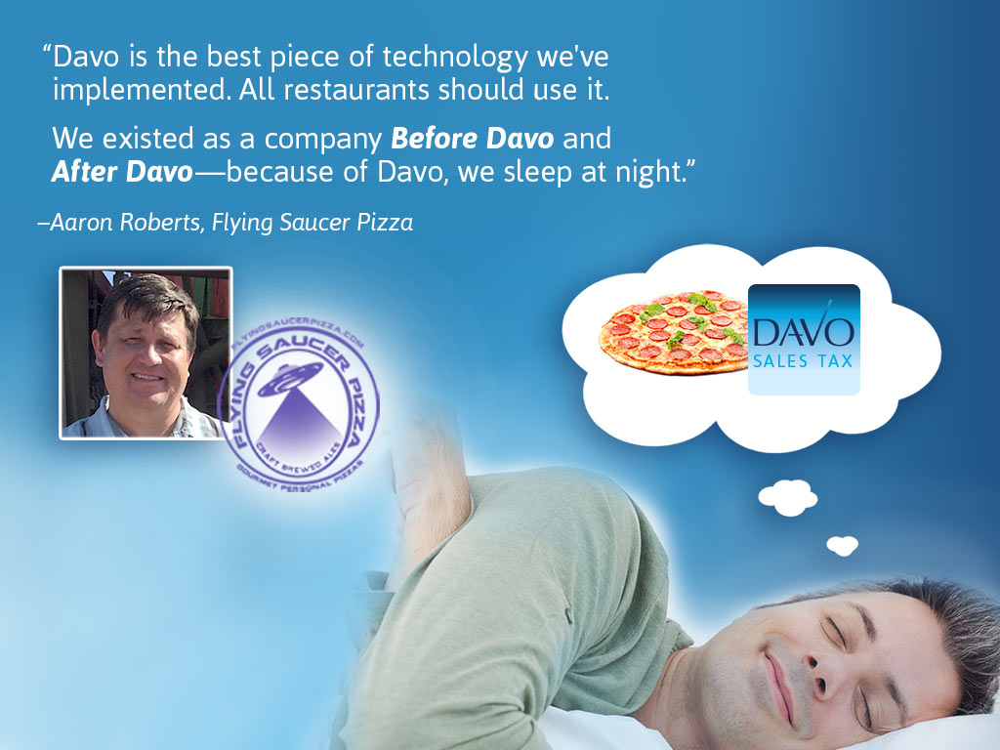 “Davo is the best piece of technology we've
implemented. All restaurants should use it.
We existed as a company Before Davo and
After Davo—because of Davo, we sleep at night.”
–Aaron Roberts, Flying Saucer Pizza
FLYINGSAUCERPIZZA.COM
FLYING SAUCER PIZZA
CRAFT BREWED ALES
GOURMET PERSONAL PIZZAS
DAVO
SALES TAX